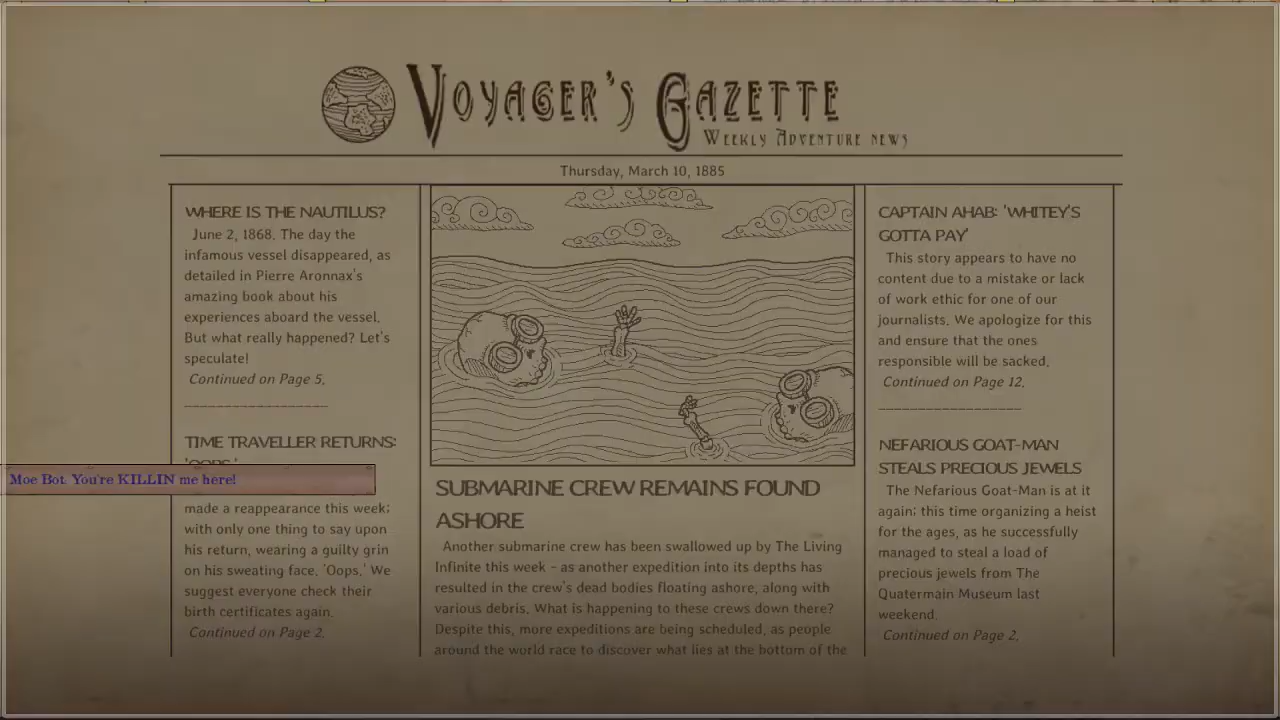 VOYAGER'S GAZETTE
WEEKLY ADVENTURE NEWS
Thursday, March 10, 1885
WHERE IS THE NAUTILUS?
June 2, 1868. The day the
infamous vessel disappeared, as
detailed in Pierre Aronnax's
amazing book about his
experiences aboard the vessel.
But what really happened? Let's
speculate!
Continued on Page 5.
TIME TRAVELLER RETURNS:
'OOPS.'
Moe Bot. You're KILLIN me here!
made a reappearance this week;
with only one thing to say upon
his return, wearing a guilty grin
on his sweating face. 'Oops.' We
suggest everyone check their
birth certificates again.
Continued on Page 2.
SUBMARINE CREW REMAINS FOUND
ASHORE
Another submarine crew has been swallowed up by The Living
Infinite this week - as another expedition into its depths has
resulted in the crew's dead bodies floating ashore, along with
various debris. What is happening to these crews down there?
Despite this, more expeditions are being scheduled, as people
around the world race to discover what lies at the bottom of the
CAPTAIN AHAB: 'WHITEY'S
GOTTA PAY'
This story appears to have no
content due to a mistake or lack
of work ethic for one of our
journalists. We apologize for this
and ensure that the ones
responsible will be sacked.
Continued on Page 12.
NEFARIOUS GOAT-MAN
STEALS PRECIOUS JEWELS
The Nefarious Goat-Man is at it
again; this time organizing a heist
for the ages, as he successfully
managed to steal a load of
precious jewels from The
Quatermain Museum last
weekend.
Continued on Page 2.